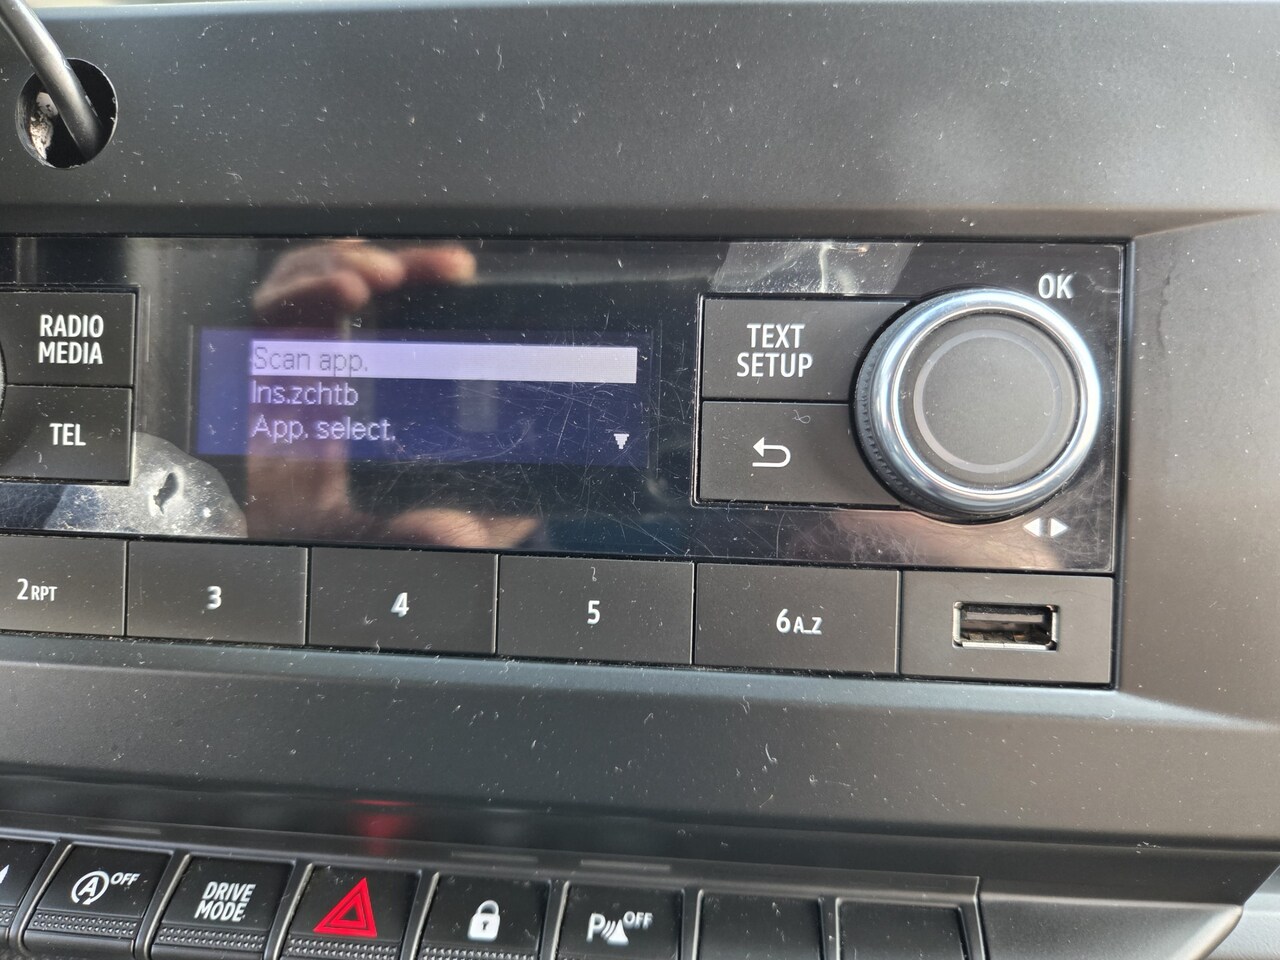 RADIO
MEDIA
TEL
Scan app.
Ins.zchtb
App. select.
TEXT
SETUP
OK
2RPT
3
4
5
6A_Z
A OFF
DRIVE
MODE
P OFF